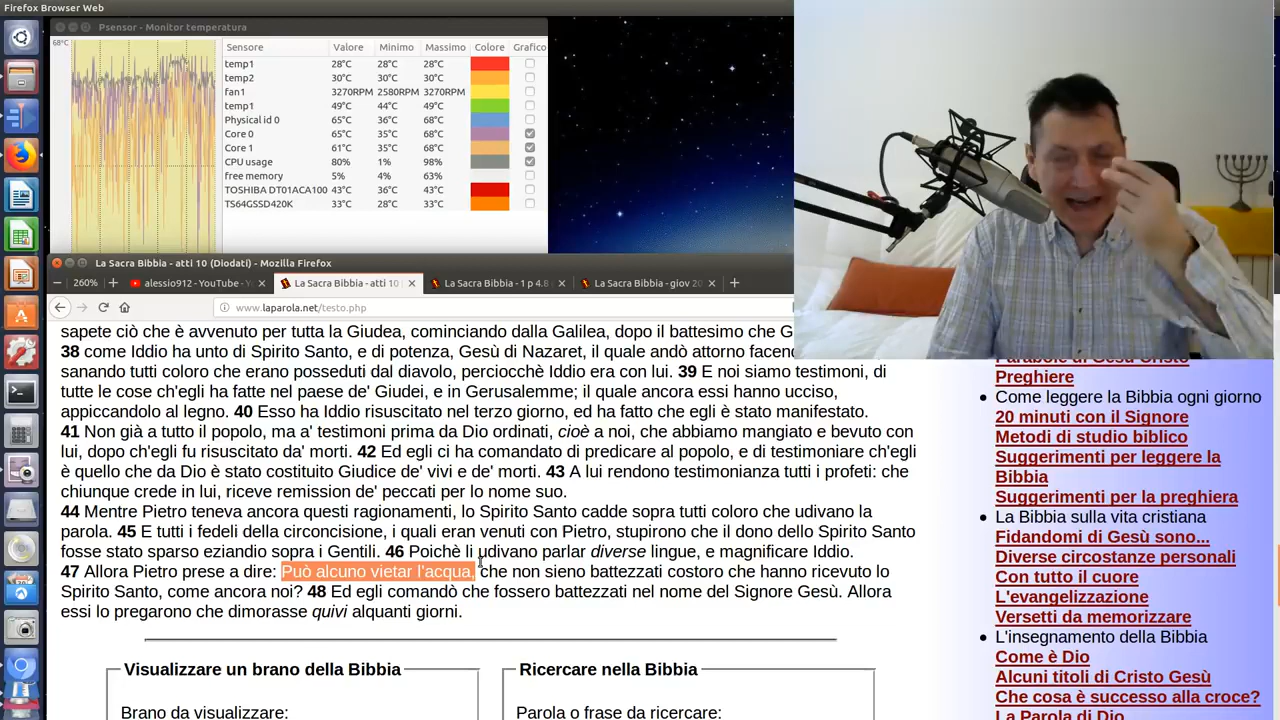 Firefox Browser Web
Psensor - Monitor temperatura
68°C
Sensore Valore Minimo Massimo Colore Grafico
temp1 28°C 28°C 28°C
temp2 30°C 30°C 30°C
fan1 3270RPM 2580RPM 3270RPM
temp1 49°C 44°C 49°C
Physical id 0 65°C 36°C 68°C
Core 0 65°C 35°C 68°C
Core 1 61°C 35°C 68°C
CPU usage 80% 1% 98%
free memory 5% 4% 63%
TOSHIBA DT01ACA100 43°C 36°C 43°C
TS64GSSD420K 33°C 28°C 33°C
La Sacra Bibbia - atti 10 (Diodati) - Mozilla Firefox
260% alessio912 - YouTube - Y La Sacra Bibbia - atti 10 La Sacra Bibbia - 1 p 4.8 La Sacra Bibbia - giov 20
www.laparola.net/testo.php
sapete ciò che è avvenuto per tutta la Giudea, cominciando dalla Galilea, dopo il battesimo che G
38 come Iddio ha unto di Spirito Santo, e di potenza, Gesù di Nazaret, il quale andò attorno facen
sanando tutti coloro che erano posseduti dal diavolo, perciocchè Iddio era con lui. 39 E noi siamo testimoni, di
tutte le cose ch'egli ha fatte nel paese de' Giudei, e in Gerusalemme; il quale ancora essi hanno ucciso,
appiccandolo al legno. 40 Esso ha Iddio risuscitato nel terzo giorno, ed ha fatto che egli è stato manifestato.
41 Non già a tutto il popolo, ma a' testimoni prima da Dio ordinati, cioè a noi, che abbiamo mangiato e bevuto con
lui, dopo ch'egli fu risuscitato da' morti. 42 Ed egli ci ha comandato di predicare al popolo, e di testimoniare ch'egli
è quello che da Dio è stato costituito Giudice de' vivi e de' morti. 43 A lui rendono testimonianza tutti i profeti: che
chiunque crede in lui, riceve remission de' peccati per lo nome suo.
44 Mentre Pietro teneva ancora questi ragionamenti, lo Spirito Santo cadde sopra tutti coloro che udivano la
parola. 45 E tutti i fedeli della circoncisione, i quali eran venuti con Pietro, stupirono che il dono dello Spirito Santo
fosse stato sparso eziandio sopra i Gentili. 46 Poichè li udivano parlar diverse lingue, e magnificare Iddio.
47 Allora Pietro prese a dire: Può alcuno vietar l'acqua, che non sieno battezzati costoro che hanno ricevuto lo
Spirito Santo, come ancora noi? 48 Ed egli comandò che fossero battezzati nel nome del Signore Gesù. Allora
essi lo pregarono che dimorasse quivi alquanti giorni.
Visualizzare un brano della Bibbia
Brano da visualizzare:
Ricercare nella Bibbia
Parola o frase da ricercare:
Parabole di Gesù Cristo
Preghiere
Come leggere la Bibbia ogni giorno
20 minuti con il Signore
Metodi di studio biblico
Suggerimenti per leggere la
Bibbia
Suggerimenti per la preghiera
La Bibbia sulla vita cristiana
Fidandomi di Gesù sono...
Diverse circostanze personali
Con tutto il cuore
L'evangelizzazione
Versetti da memorizzare
L'insegnamento della Bibbia
Come è Dio
Alcuni titoli di Cristo Gesù
Che cosa è successo alla croce?
La Parola di Dio